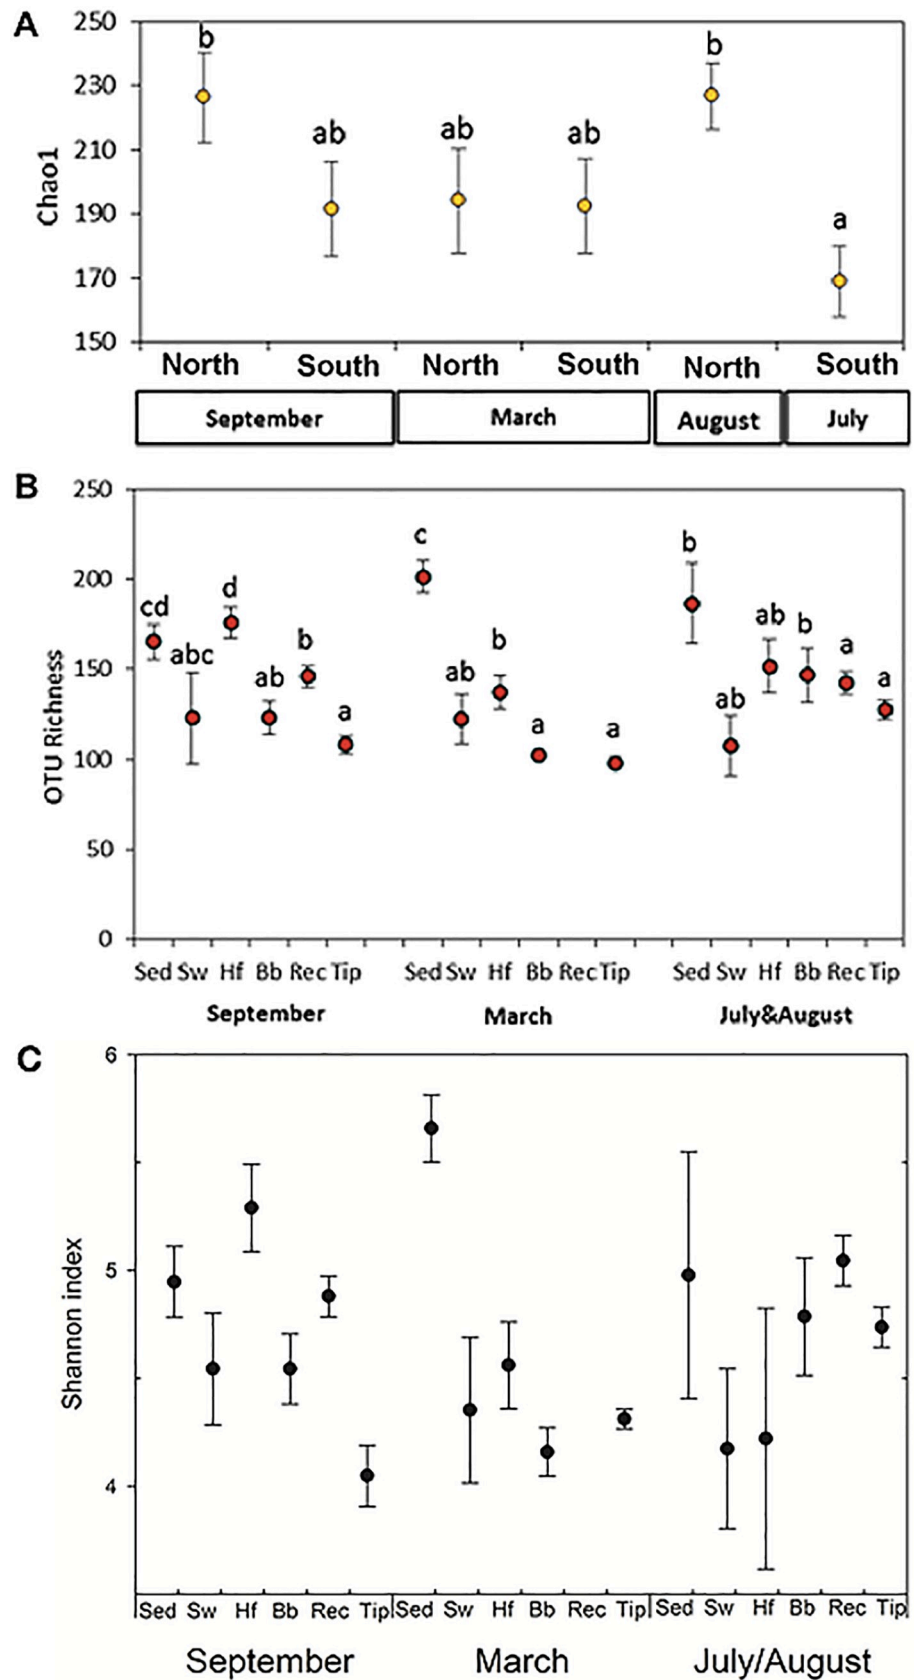 A
250
230
210
190
170
150
Chao1
b
ab
ab
ab
b
a
North South North South North South
September March August July
B
250
200
150
100
50
0
OTU Richness
cd
abc
d
ab
b
a
c
ab
b
a
a
b
ab
ab
b
a
a
Sed Sw Hf Bb Rec Tip Sed Sw Hf Bb Rec Tip Sed Sw Hf Bb Rec Tip
September March July&August
C
6
5
4
Shannon index
Sed Sw Hf Bb Rec Tip Sed Sw Hf Bb Rec Tip Sed Sw Hf Bb Rec Tip
September March July/August